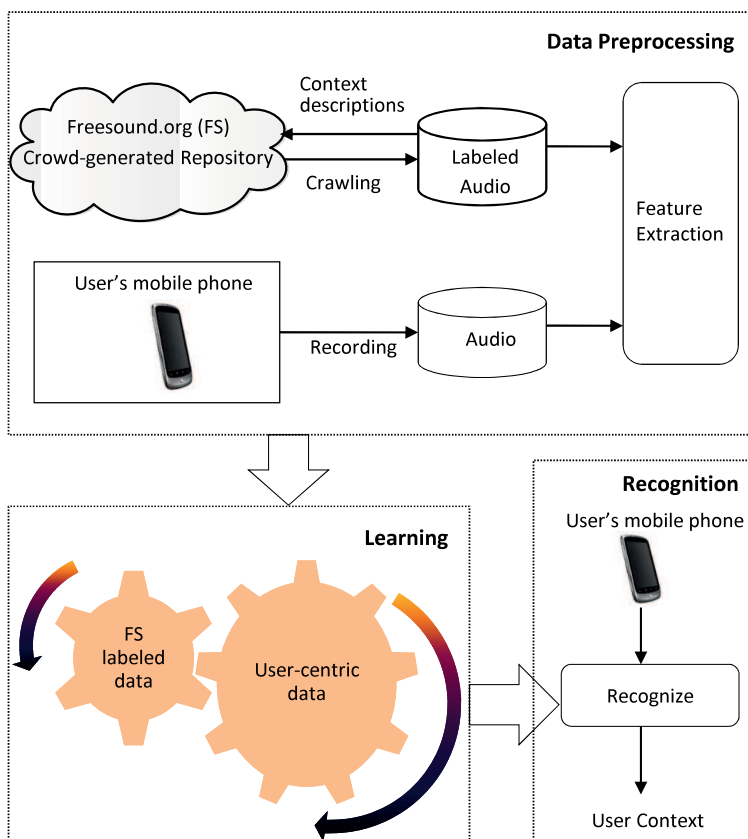 Data Preprocessing
Context
descriptions
Freesound.org (FS)
Crowd-generated Repository
Crawling
Labeled
Audio
Feature
Extraction
User's mobile phone
Recording
Audio
Learning
FS
labeled
data
User-centric
data
Recognition
User's mobile phone
Recognize
User Context